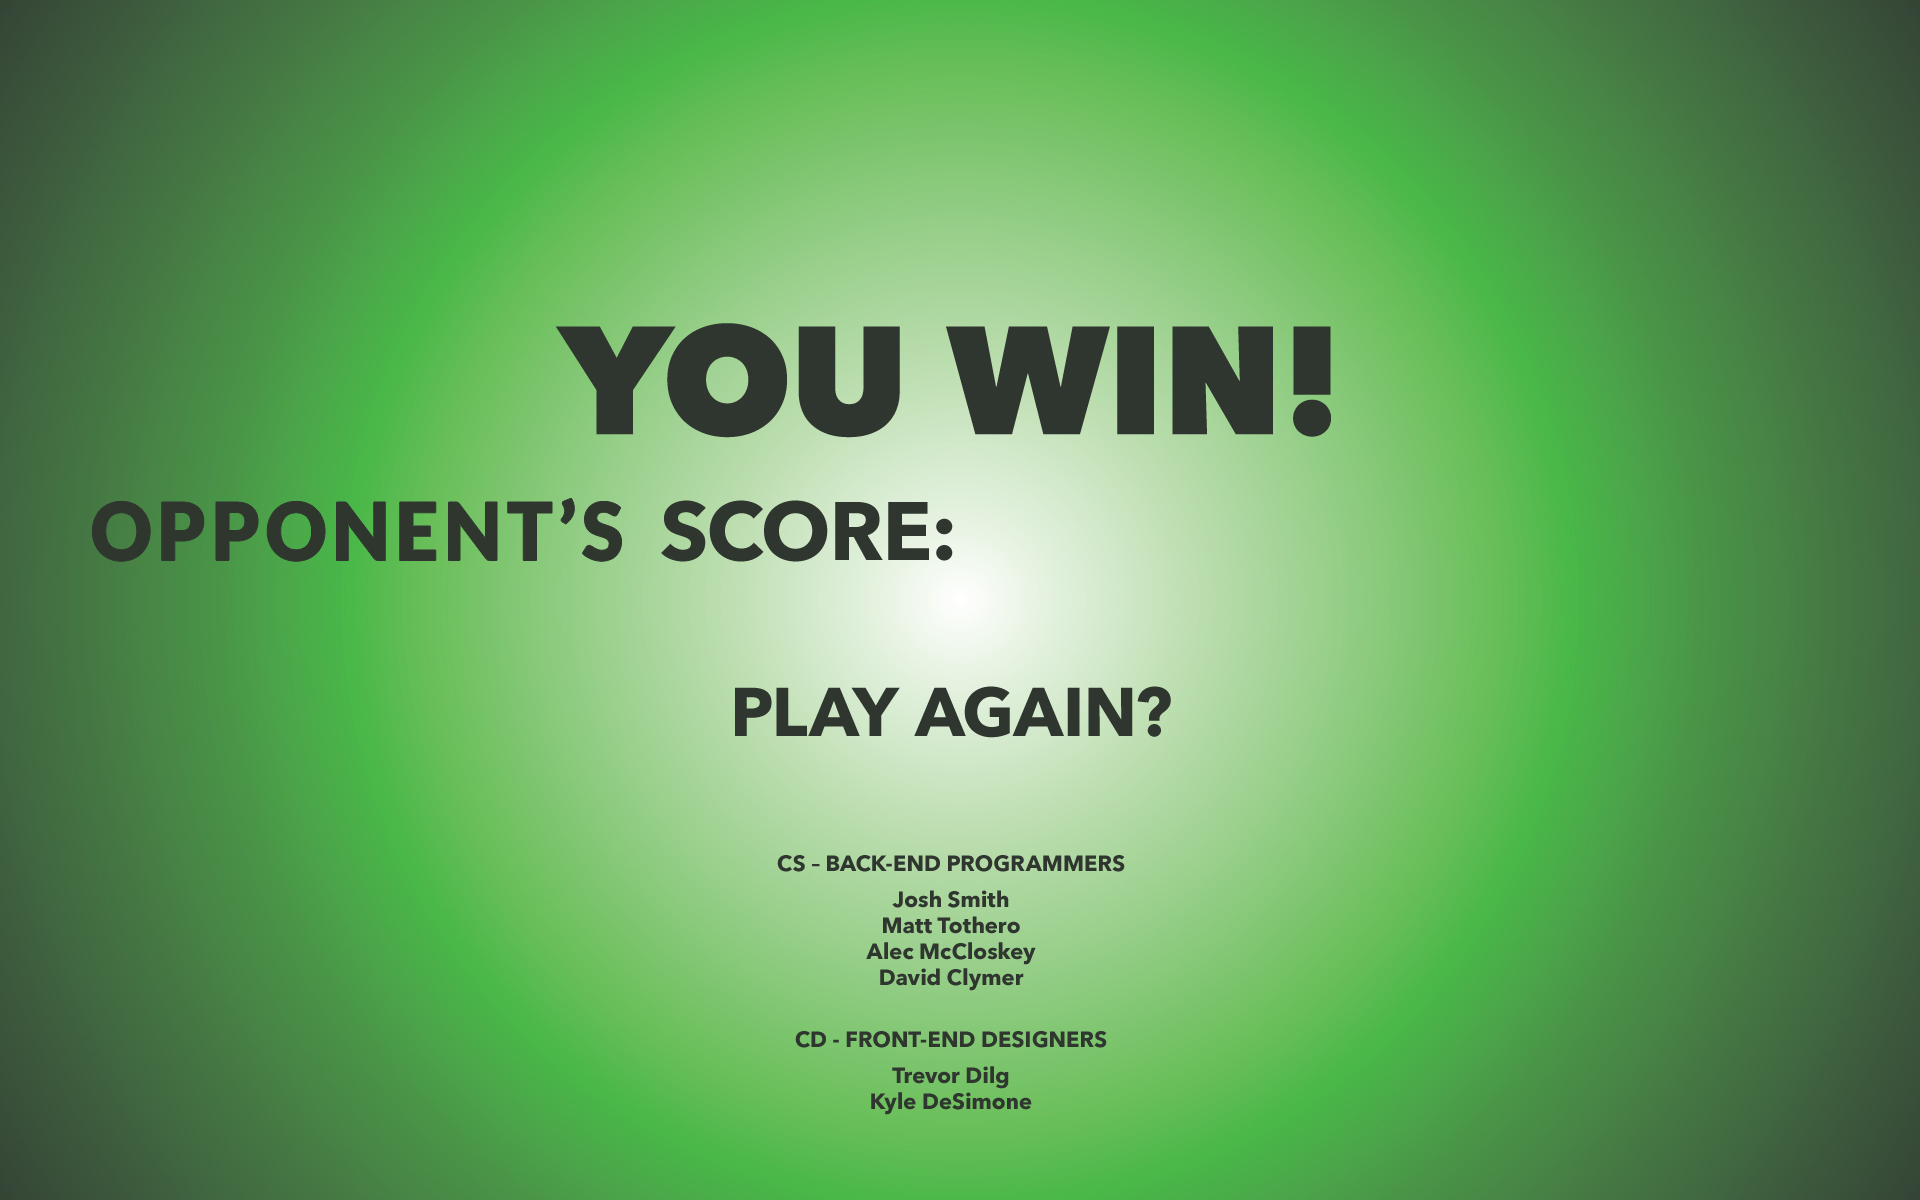 YOU WIN!
OPPONENT’S SCORE:
PLAY AGAIN?
CS – BACK-END PROGRAMMERS
Josh Smith
Matt Tothero
Alec McCloskey
David Clymer
CD - FRONT-END DESIGNERS
Trevor Dilg
Kyle DeSimone